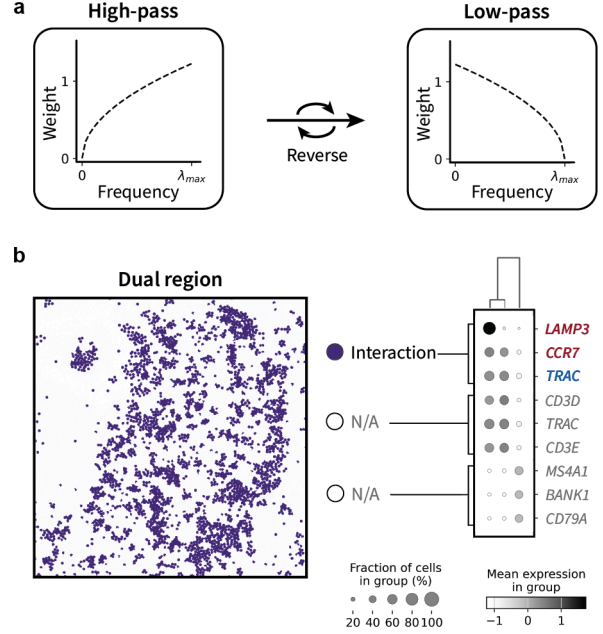 a
High-pass
Low-pass
Weight
1
0
0
λmax
Frequency
Reverse
Weight
1
0
0
λmax
Frequency
b
Dual region
Interaction
N/A
N/A
LAMP3
CCR7
TRAC
CD3D
TRAC
CD3E
MS4A1
BANK1
CD79A
Fraction of cells
in group (%)
20 40 60 80 100
Mean expression
in group
−1 0 1